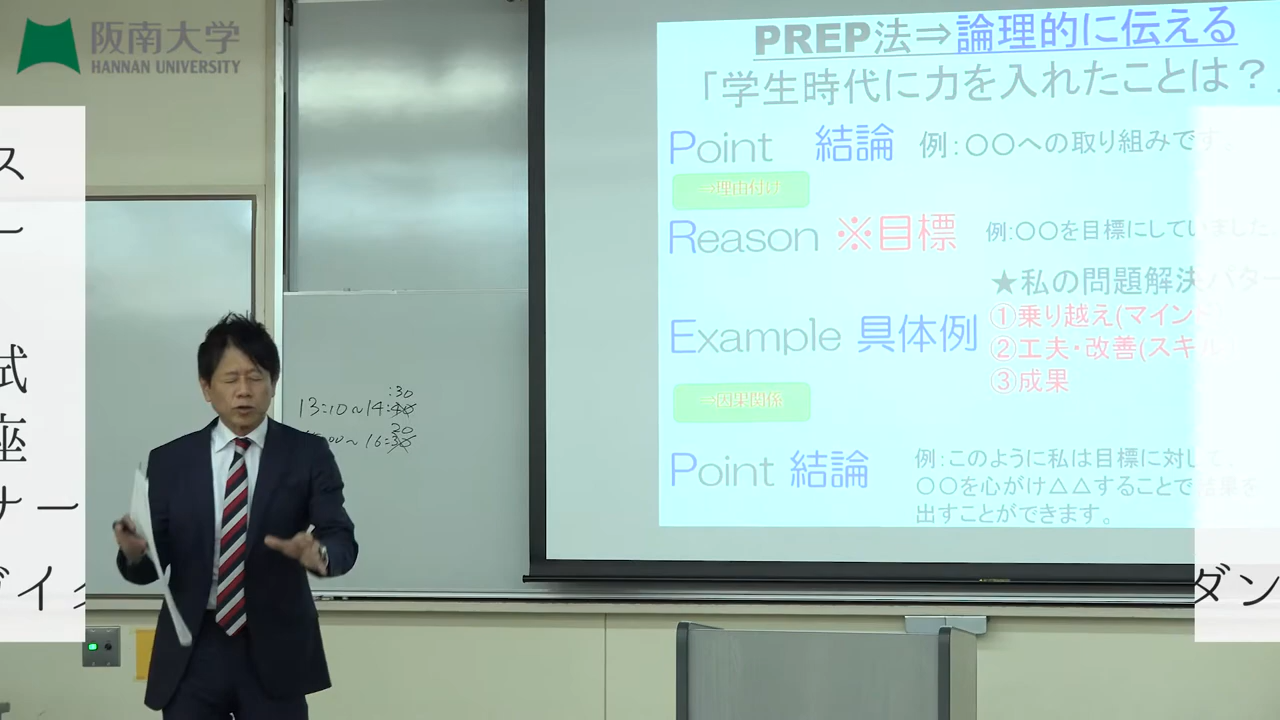 阪南大学
HANNAN UNIVERSITY
ス
ー
試
座
ナー
ダン
13:10~14:
:30
20
~16:
PREP法⇒論理的に伝える
「学生時代に力を入れたことは？」
Point 結論 例:○○への取り組みです。
⇒理由付け
Reason ※目標 例:○○を目標にしていました
★私の問題解決パター
Example 具体例
①乗り越え(マインド)
②工夫・改善(スキル)
③成果
⇒因果関係
Point 結論
例:このように私は目標に対して、
○○を心がけ△△することで結果を
出すことができます。